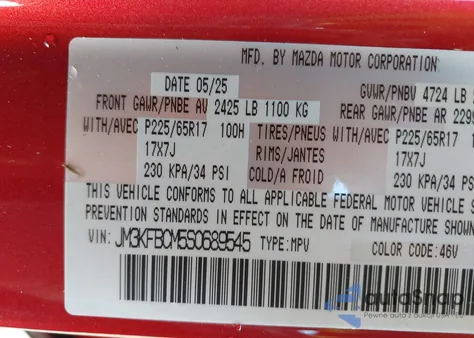 MFD. BY MAZDA MOTOR CORPORATION
DATE 05/25 GVWR/PNBV 4724 LB
FRONT GAWR/PNBE AV 2425 LB 1100 KG REAR GAWR/PNBE AR 2299
WITH/AVEC P225/65R17 100H TIRES/PNEUS WITH/AVEC P225/65R17
17X7J RIMS/JANTES 17X7J
230 KPA/34 PSI COLD/A FROID 230 KPA/34 PSI
THIS VEHICLE CONFORMS TO ALL APPLICABLE FEDERAL MOTOR VEHICLE
PREVENTION STANDARDS IN EFFECT ON THE DATE OF MANUFACTURE SHOWN
VIN: JM3KFBCM5S0689545 TYPE: MPV COLOR CODE: 46V
autoSnap